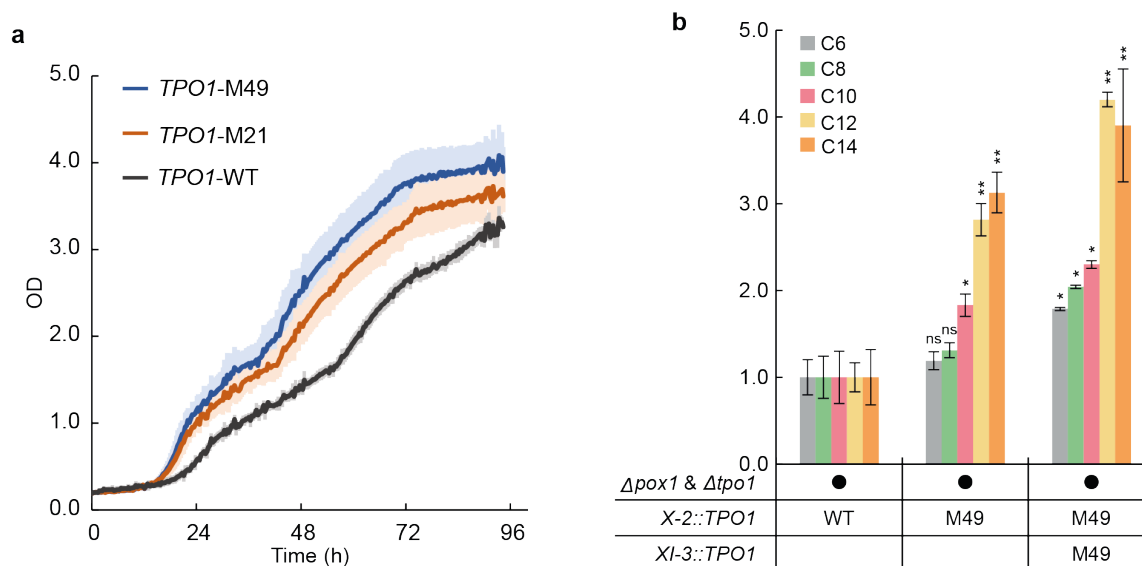 a
5.0
4.0
3.0
2.0
1.0
0.0
OD
TPO1-M49
TPO1-M21
TPO1-WT
0 24 48 72 96
Time (h)
b
5.0
4.0
3.0
2.0
1.0
0.0
C6
C8
C10
C12
C14
ns ns * ** **
* * * ** **
Δpox1 & Δtpo1 ● ● ●
X-2::TPO1 WT M49 M49
XI-3::TPO1 M49